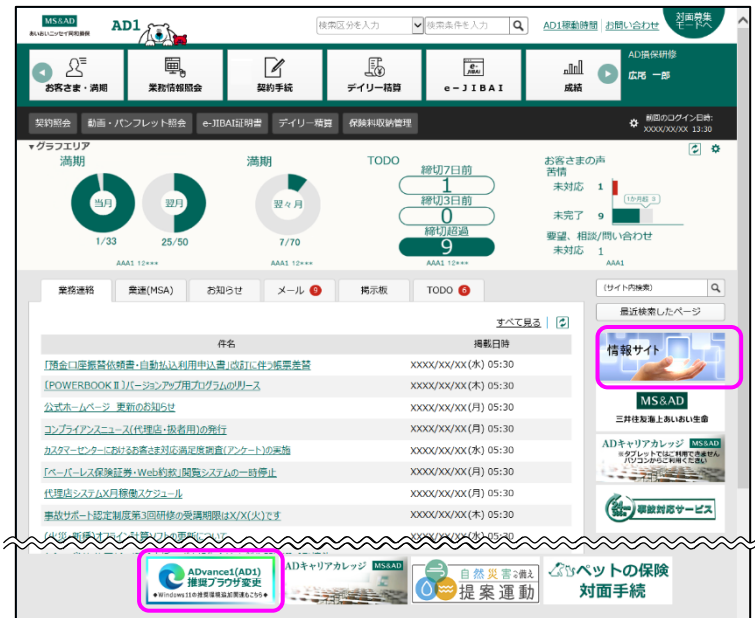 MS&AD
あいおいニッセイ同和損保
AD1
検索区分を入力
検索条件を入力
AD1稼動時間
お問い合わせ
対面募集
モードへ
お客さま・満期
業務情報照会
契約手続
デイリー精算
e-JIBAI
e－ＪＩＢＡＩ
成績
AD損保研修
広尾 一郎
契約照会
動画・パンフレット照会
e-JIBAI証明書
デイリー精算
保険料収納管理
前回のログイン日時:
XXXX/XX/XX 13:30
▾グラフエリア
満期
満期
TODO
お客さまの声
苦情
当月
翌月
翌々月
締切7日前
1
締切3日前
0
締切超過
9
未対応 1
(1か月超 3)
未完了 9
要望、相談/問い合わせ
未対応 1
1/33
25/50
7/70
AAA1 12***
AAA1 12***
AAA1 12***
AAA1
業務連絡
業連(MSA)
お知らせ
メール 9
掲示板
TODO 6
(サイト内検索)
最近検索したページ
すべて見る
件名
掲載日時
「預金口座振替依頼書・自動払込利用申込書」改訂に伴う帳票差替
XXXX/XX/XX(水) 05:30
(POWERBOOKⅡ)バージョンアップ用プログラムのリリース
XXXX/XX/XX(木) 05:30
公式ホームページ 更新のお知らせ
XXXX/XX/XX(月) 05:30
コンプライアンスニュース(代理店・扱者用)の発行
XXXX/XX/XX(月) 05:30
カスタマーセンターにおけるお客さま対応満足度調査(アンケート)の実施
XXXX/XX/XX(水) 05:30
「ペーパーレス保険証券・Web約款」閲覧システムの一時停止
XXXX/XX/XX(月) 05:30
代理店システムX月稼働スケジュール
XXXX/XX/XX(月) 05:30
事故サポート認定制度第3回研修の受講期限はX/X(火)です
XXXX/XX/XX(木) 05:30
(火災・新種)オフライン計算ソフトの更新について
XXXX/XX/XX(水) 05:30
情報サイト
MS&AD
三井住友海上あいおい生命
ADキャリアカレッジ MS&AD
※タブレットではご利用できません
パソコンからご利用ください
事故対応サービス
ADvance1(AD1)
推奨ブラウザ変更
◆Windows11の推奨環境追加関連もこちら◆
ADキャリアカレッジ MS&AD
自然災害に備え
提案運動
ペットの保険
対面手続